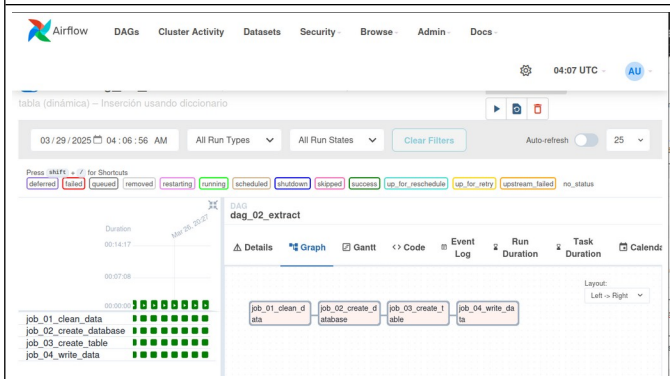 Airflow DAGs Cluster Activity Datasets Security Browse Admin Docs
04:07 UTC AU
tabla (dinámica) – Inserción usando diccionario
03/29/2025 04:06:56 AM All Run Types All Run States Clear Filters Auto-refresh 25
Press shift + / for Shortcuts
deferred failed queued removed restarting running scheduled shutdown skipped success up_for_reschedule up_for_retry upstream_failed no_status
DAG
dag_02_extract
Duration
Mar 26, 20:27
00:14:17
00:07:08
00:00:00
Details Graph Gantt <> Code Event Log Run Duration Task Duration Calenda
Layout:
Left -> Right
job_01_clean_d
ata
job_02_create_d
atabase
job_03_create_t
able
job_04_write_da
ta
job_01_clean_data
job_02_create_database
job_03_create_table
job_04_write_data